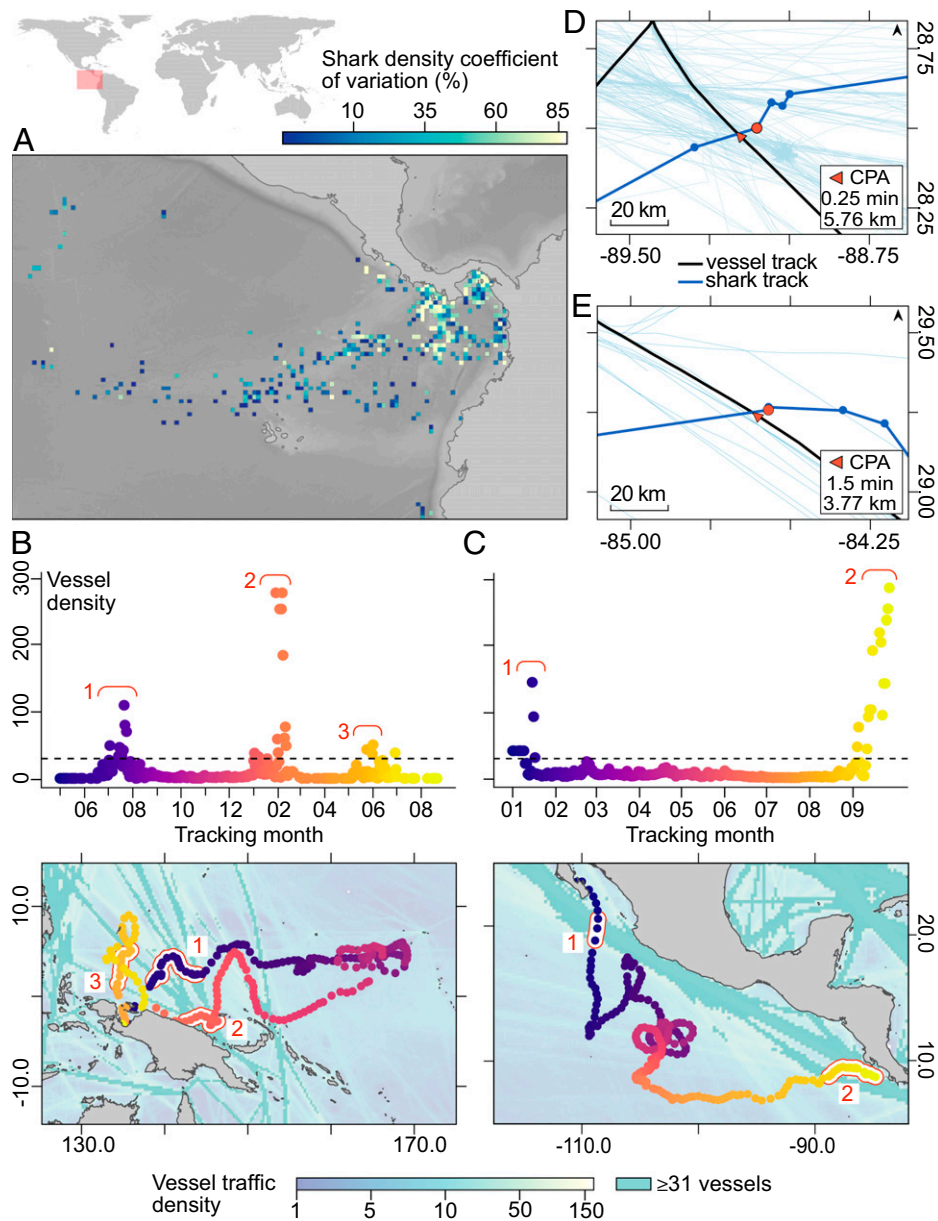 Shark density coefficient
of variation (%)
10 35 60 85
A
D
28.75
28.25
CPA
0.25 min
5.76 km
20 km
-89.50 -88.75
vessel track
shark track
E
29.50
29.00
CPA
1.5 min
3.77 km
20 km
-85.00 -84.25
B
Vessel
density
300
200
100
0
1
2
3
06 08 10 12 02 04 06 08
Tracking month
C
1
2
01 02 03 04 05 06 07 09
Tracking month
10.0
-10.0
1
2
3
130.0 170.0
20.0
10.0
1
2
-110.0 -90.0
Vessel traffic
density
1 5 10 50 150
≥31 vessels